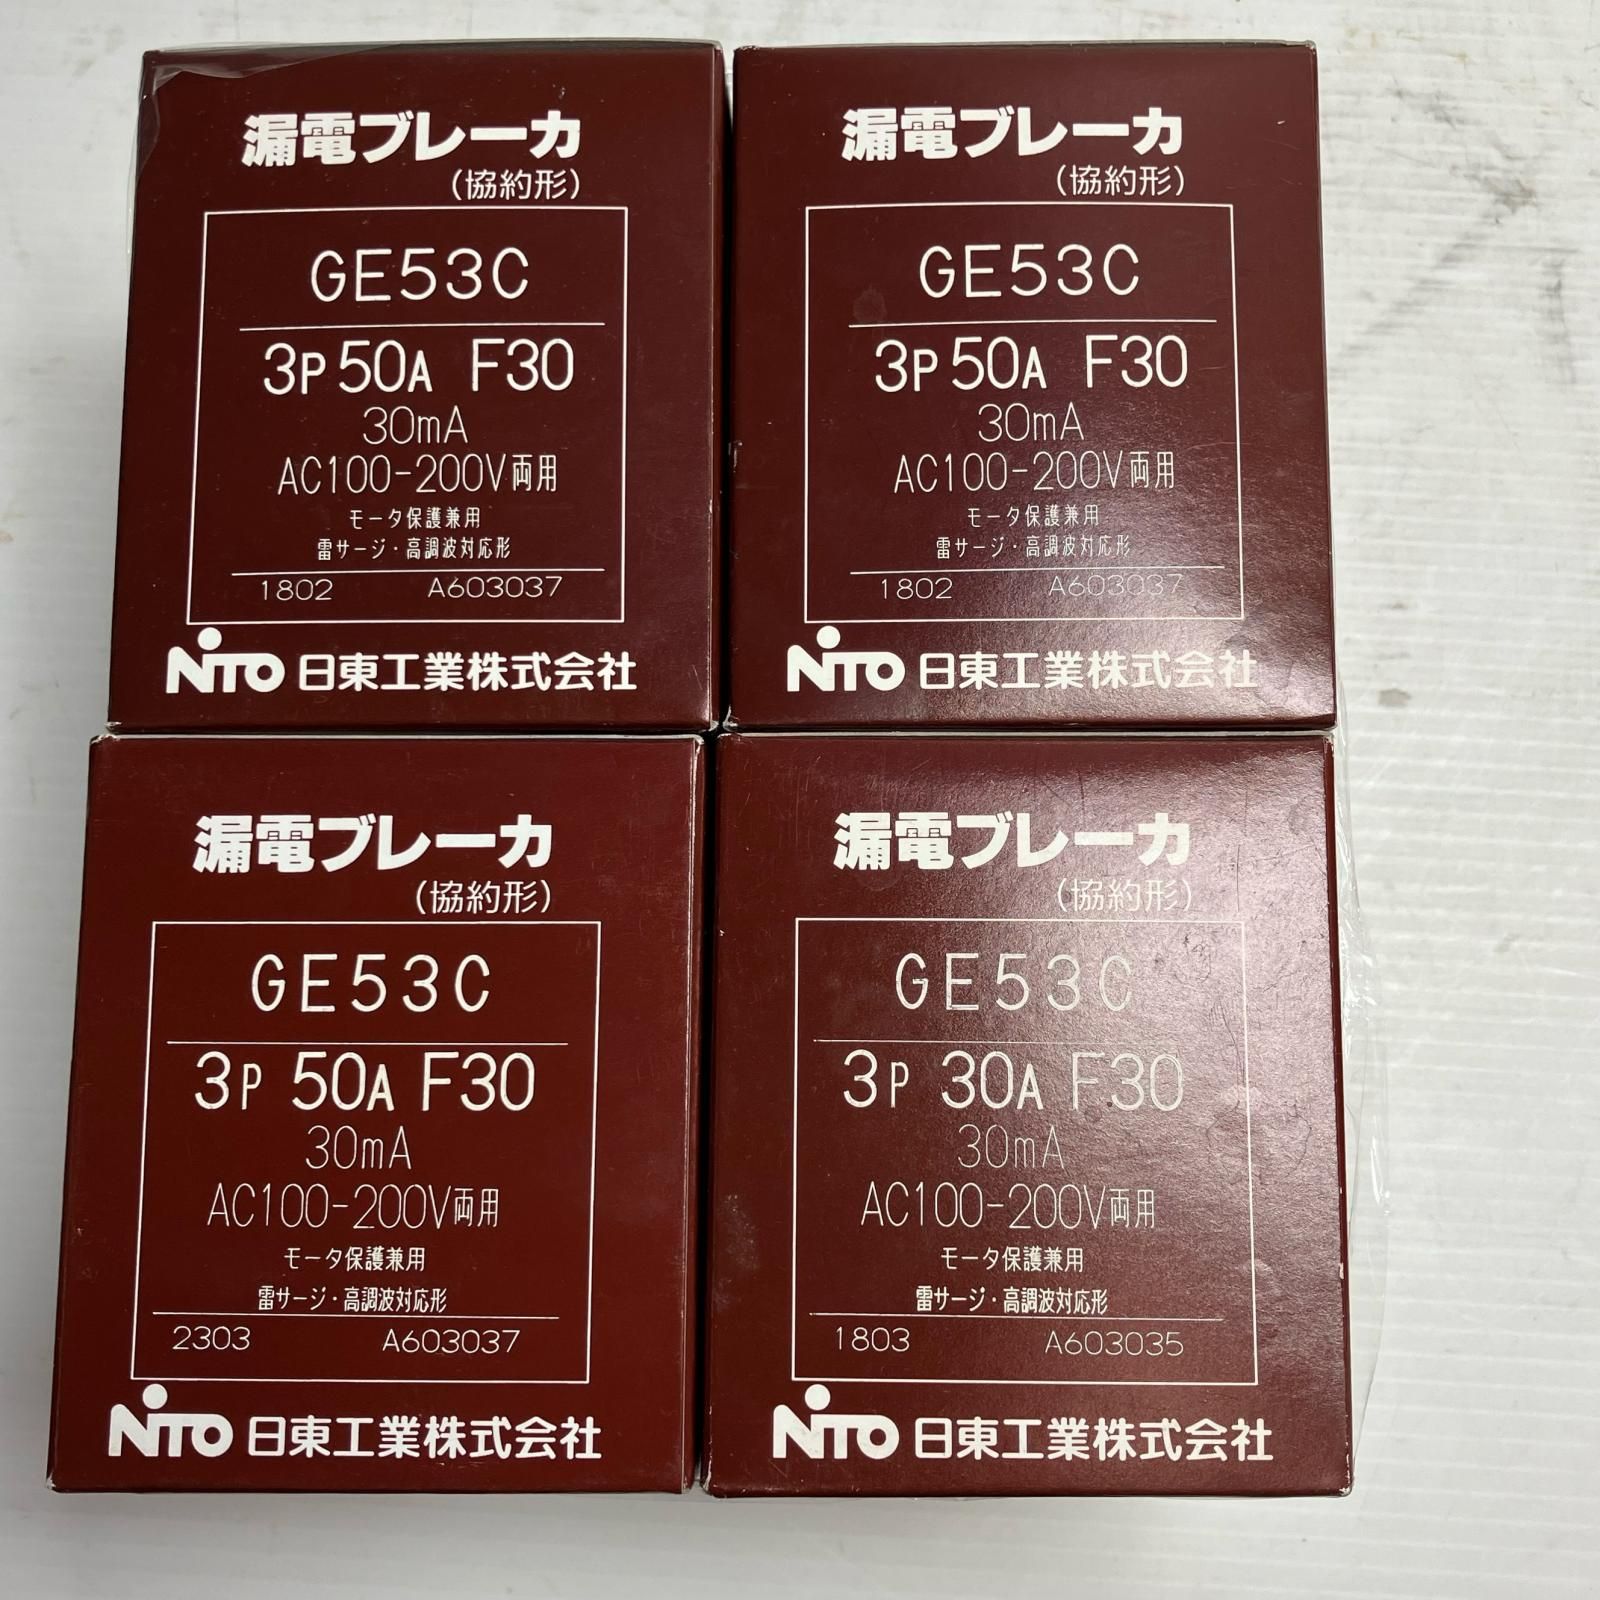 漏電ブレーカ
(協約形)
GE53C
3P 50A F30
30mA
AC100-200V両用
モータ保護兼用
雷サージ・高調波対応形
1802 A603037
NITO 日東工業株式会社
漏電ブレーカ
(協約形)
GE53C
3P 50A F30
30mA
AC100-200V両用
モータ保護兼用
雷サージ・高調波対応形
1802 A603037
NITO 日東工業株式会社
漏電ブレーカ
(協約形)
GE53C
3P 50A F30
30mA
AC100-200V両用
モータ保護兼用
雷サージ・高調波対応形
2303 A603037
NITO 日東工業株式会社
漏電ブレーカ
(協約形)
GE53C
3P 30A F30
30mA
AC100-200V両用
モータ保護兼用
雷サージ・高調波対応形
1803 A603035
NITO 日東工業株式会社